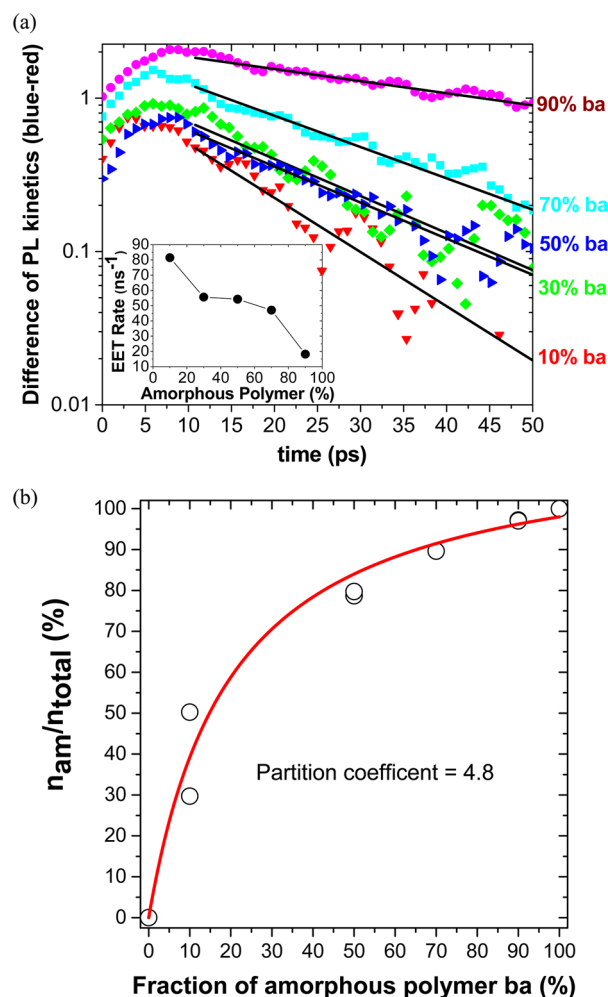 (a)
Difference of PL kinetics (blue-red)
1
0.1
0.01
90% ba
70% ba
50% ba
30% ba
10% ba
EET Rate (ns⁻¹)
90
80
70
60
50
40
30
20
10
0 20 40 60 80 100
Amorphous Polymer (%)
0 5 10 15 20 25 30 35 40 45 50
time (ps)
(b)
n_am/n_total (%)
100
90
80
70
60
50
40
30
20
10
0
Partition coefficent = 4.8
0 10 20 30 40 50 60 70 80 90 100
Fraction of amorphous polymer ba (%)